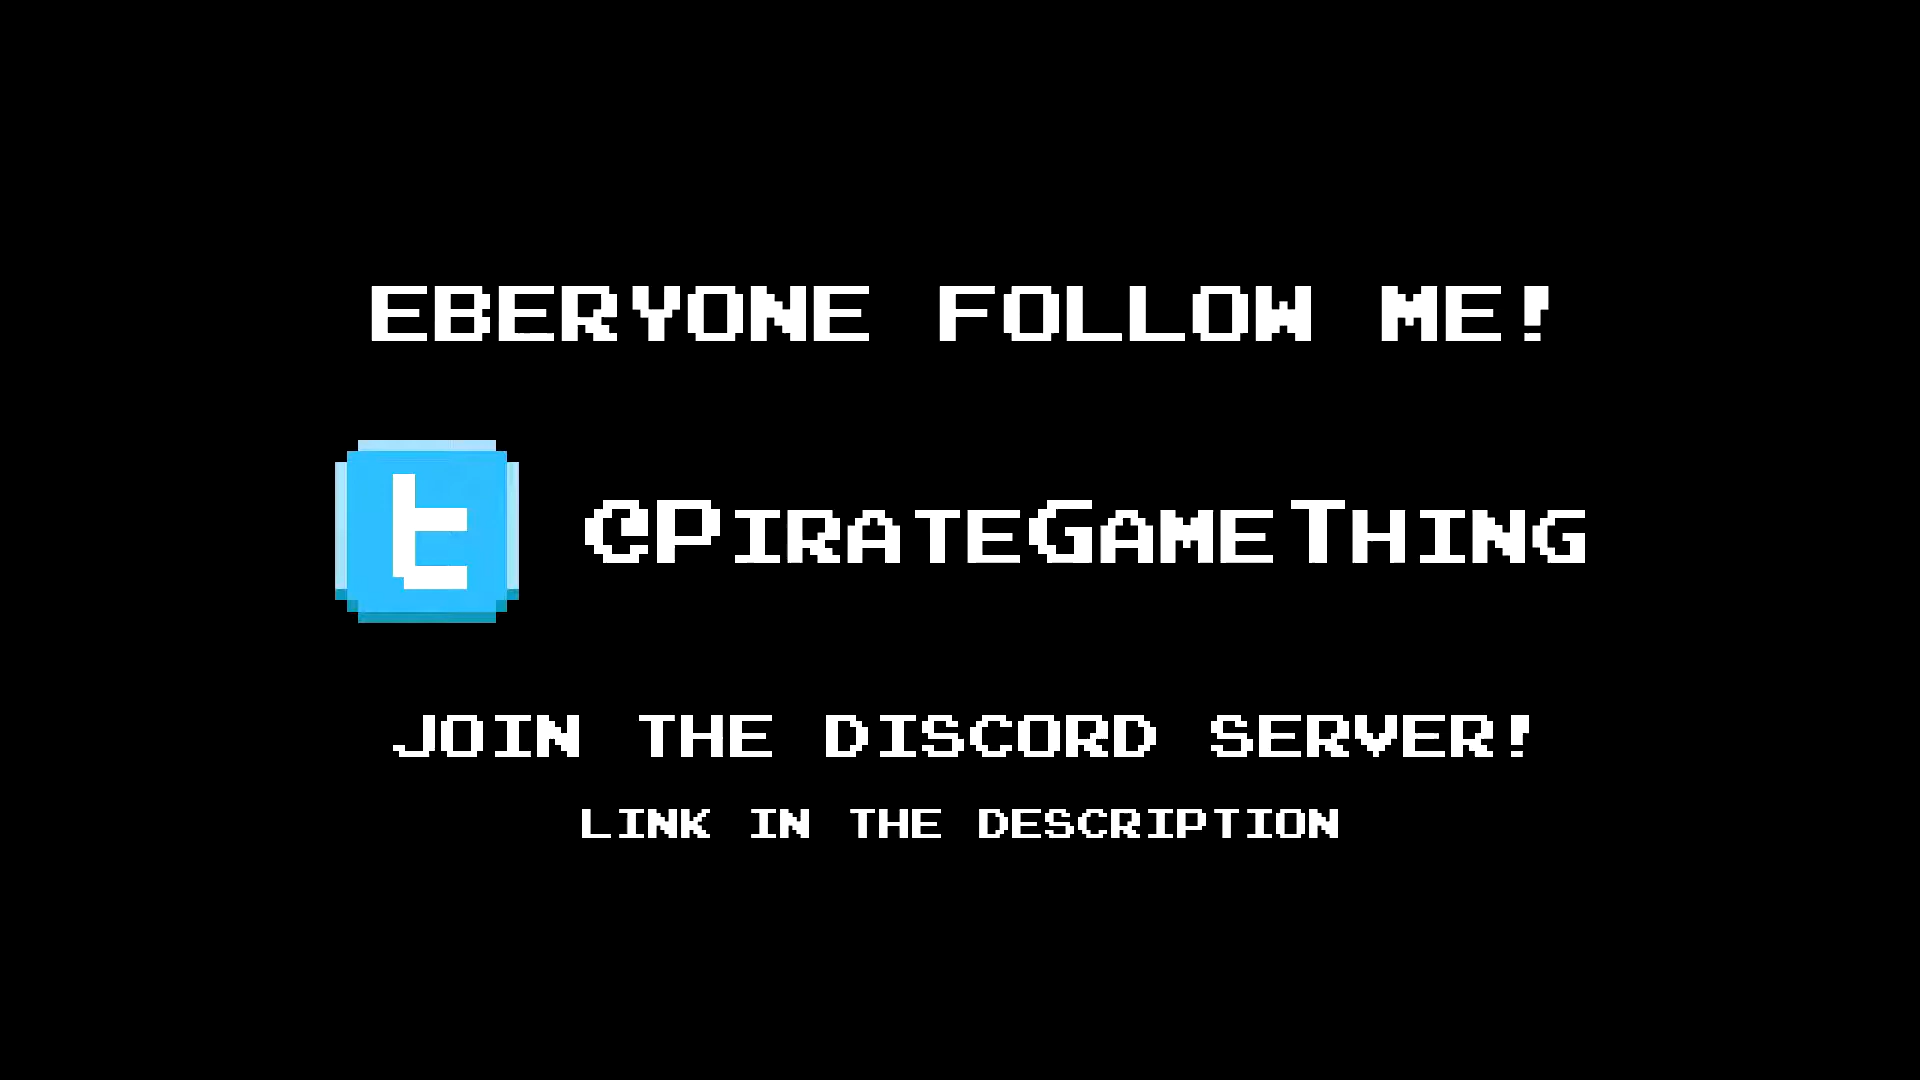 EBERYONE FOLLOW ME!
t @PirateGameThing
JOIN THE DISCORD SERVER!
LINK IN THE DESCRIPTION